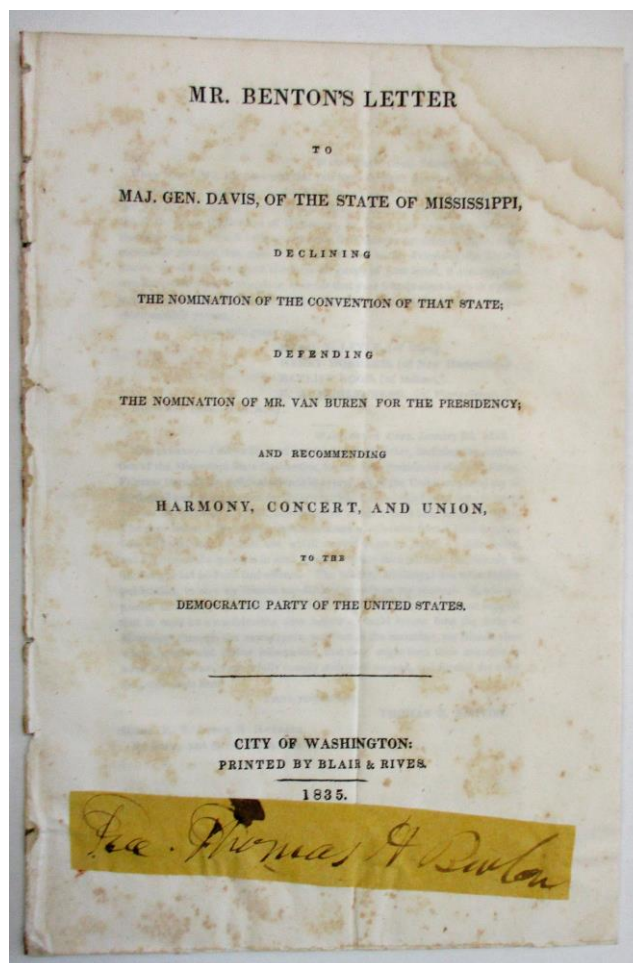 MR. BENTON'S LETTER
TO
MAJ. GEN. DAVIS, OF THE STATE OF MISSISSIPPI,
DECLINING
THE NOMINATION OF THE CONVENTION OF THAT STATE;
DEFENDING
THE NOMINATION OF MR. VAN BUREN FOR THE PRESIDENCY;
AND RECOMMENDING
HARMONY, CONCERT, AND UNION,
TO THE
DEMOCRATIC PARTY OF THE UNITED STATES.
CITY OF WASHINGTON:
PRINTED BY BLAIR & RIVES.
1835.
Thomas H Benton